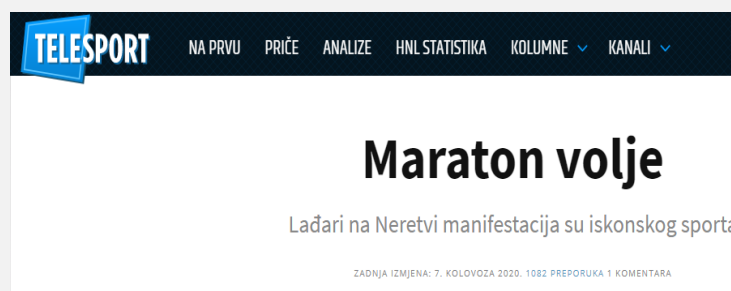 TELESPORT NA PRVU PRIČE ANALIZE HNL STATISTIKA KOLUMNE KANALI
Maraton volje
Lađari na Neretvi manifestacija su iskonskog sporta
ZADNJA IZMJENA: 7. KOLOVOZA 2020. 1082 PREPORUKA 1 KOMENTARA